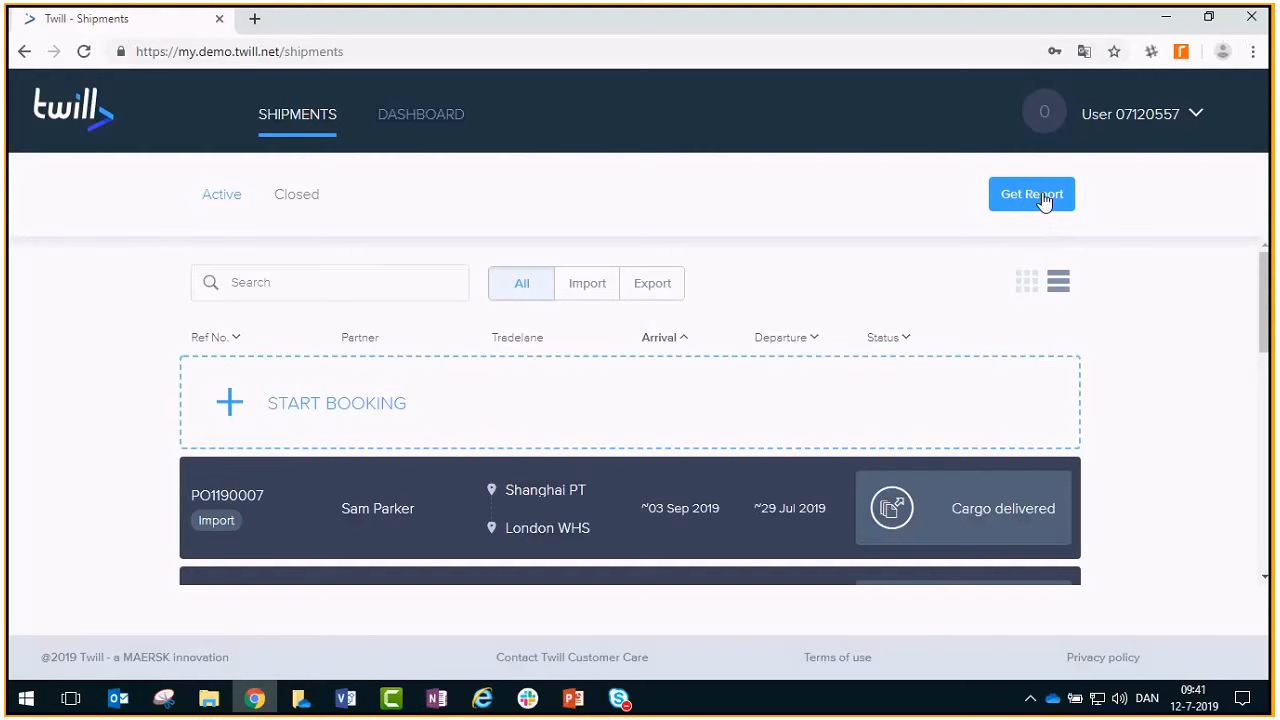 Twill - Shipments
https://my.demo.twill.net/shipments
twill
SHIPMENTS
DASHBOARD
0
User 07120557
Active
Closed
Get Report
Search
All
Import
Export
Ref No.
Partner
Tradelane
Arrival
Departure
Status
START BOOKING
PO1190007
Import
Sam Parker
Shanghai PT
London WHS
~03 Sep 2019
~29 Jul 2019
Cargo delivered
@2019 Twill - a MAERSK innovation
Contact Twill Customer Care
Terms of use
Privacy policy
DAN
09:41
12-7-2019